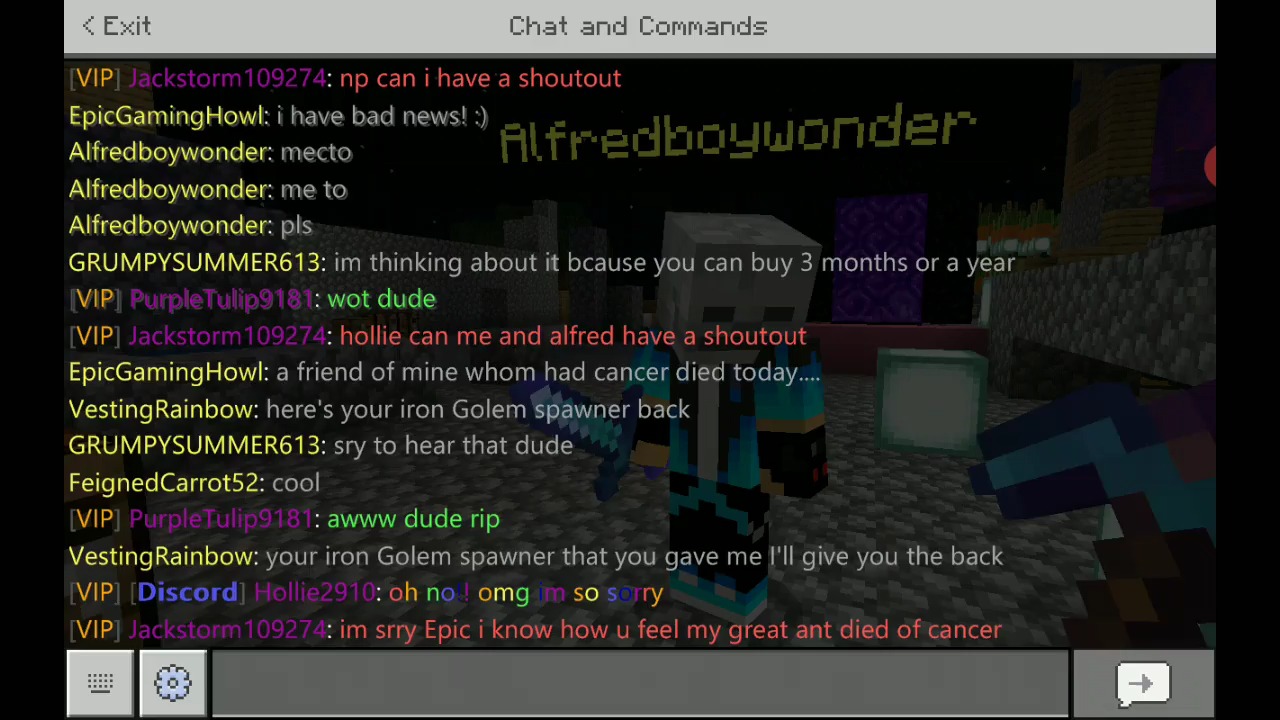 < Exit
Chat and Commands
[VIP] Jackstorm109274: np can i have a shoutout
EpicGamingHowl: i have bad news! :)
Alfredboywonder
Alfredboywonder: mecto
Alfredboywonder: me to
Alfredboywonder: pls
GRUMPYSUMMER613: im thinking about it bcause you can buy 3 months or a year
[VIP] PurpleTulip9181: wot dude
[VIP] Jackstorm109274: hollie can me and alfred have a shoutout
EpicGamingHowl: a friend of mine whom had cancer died today....
VestingRainbow: here's your iron Golem spawner back
GRUMPYSUMMER613: sry to hear that dude
FeignedCarrot52: cool
[VIP] PurpleTulip9181: awww dude rip
VestingRainbow: your iron Golem spawner that you gave me I'll give you the back
[VIP] [Discord] Hollie2910: oh no! omg im so sorry
[VIP] Jackstorm109274: im srry Epic i know how u feel my great ant died of cancer